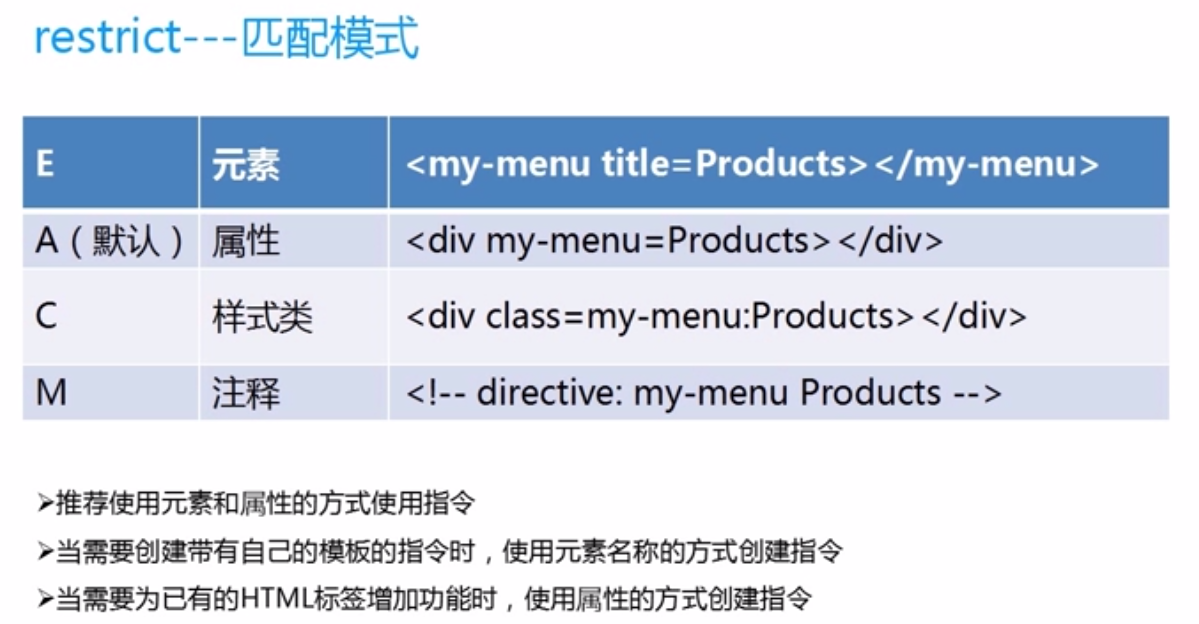 restrict---匹配模式
E 元素 <my-menu title=Products></my-menu>
A（默认） 属性 <div my-menu=Products></div>
C 样式类 <div class=my-menu:Products></div>
M 注释 <!-- directive: my-menu Products -->
➢推荐使用元素和属性的方式使用指令
➢当需要创建带有自己的模板的指令时，使用元素名称的方式创建指令
➢当需要为已有的HTML标签增加功能时，使用属性的方式创建指令